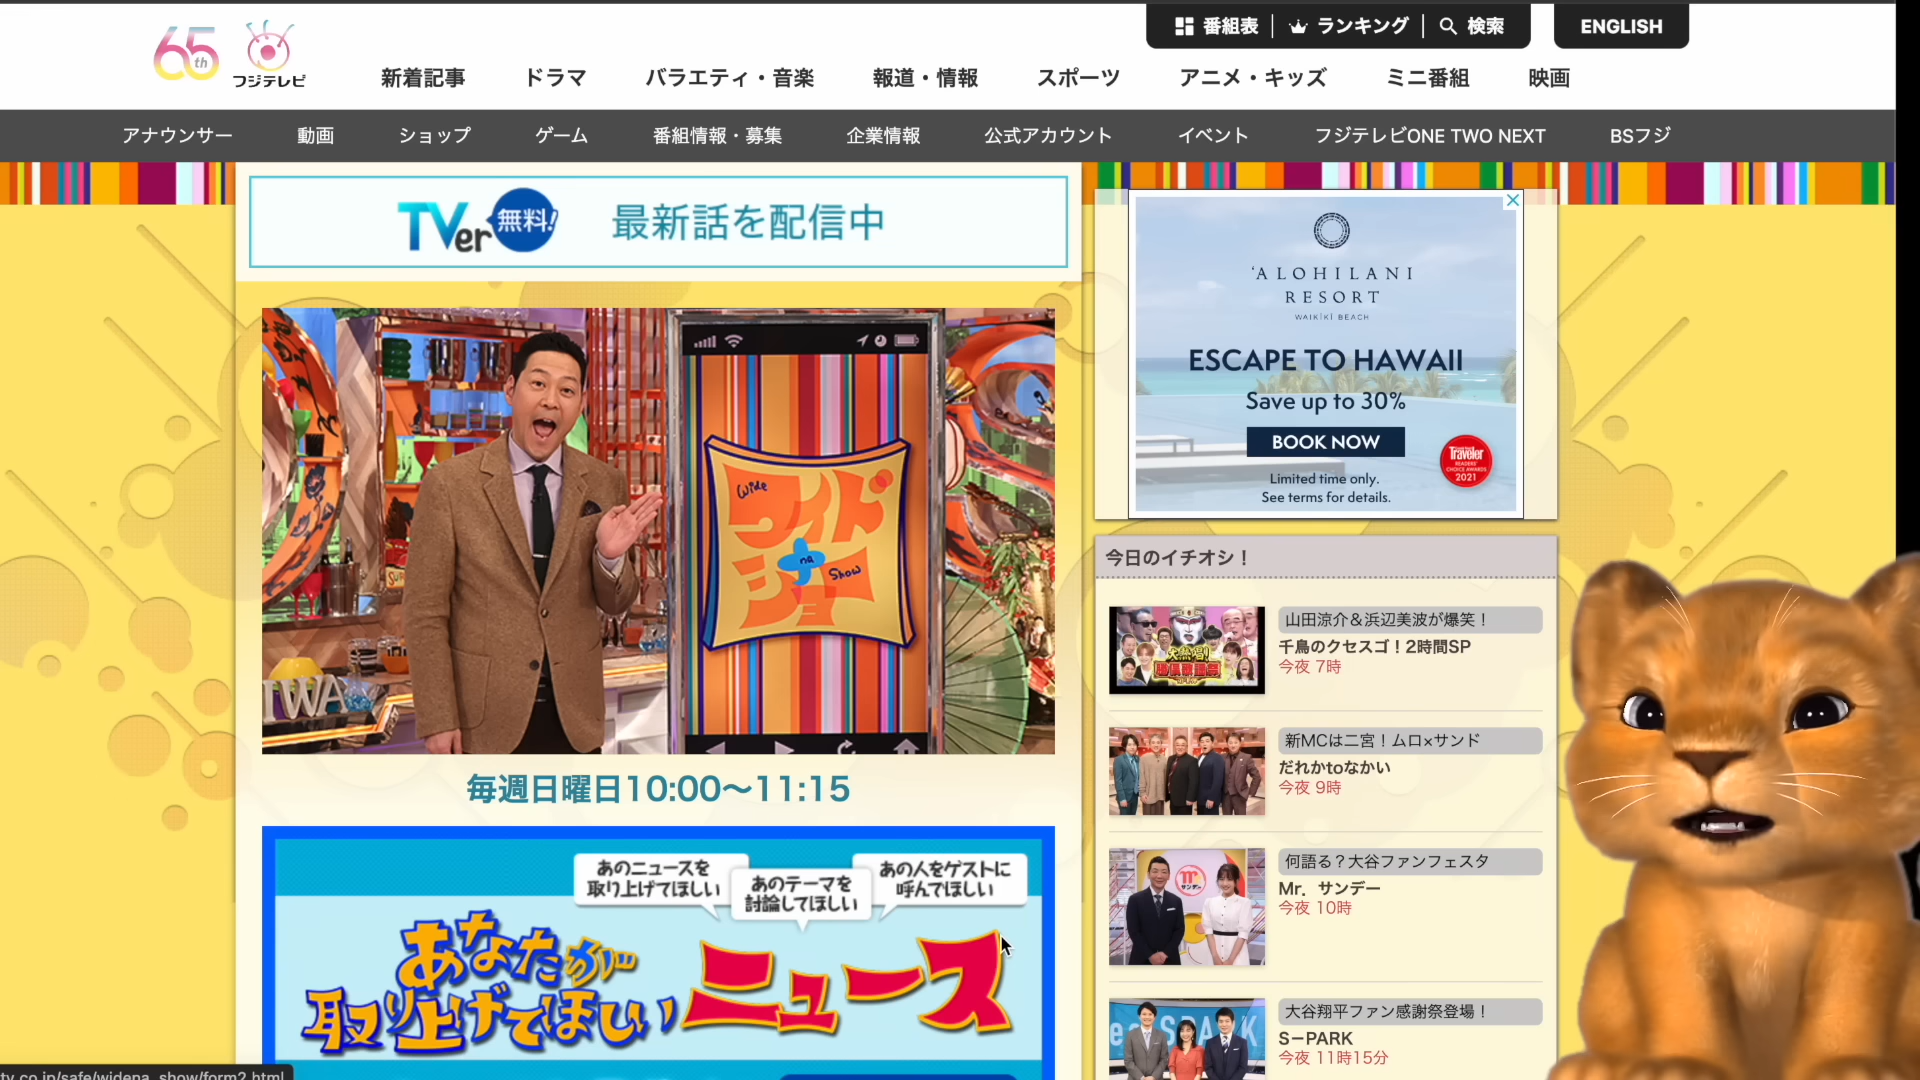 65th
フジテレビ
番組表
ランキング
検索
ENGLISH
新着記事
ドラマ
バラエティ・音楽
報道・情報
スポーツ
アニメ・キッズ
ミニ番組
映画
アナウンサー
動画
ショップ
ゲーム
番組情報・募集
企業情報
公式アカウント
イベント
フジテレビONE TWO NEXT
BSフジ
TVer
無料!
最新話を配信中
Wide
ワイド
ナ
na
Show
ショー
IWA
毎週日曜日10:00〜11:15
あのニュースを
取り上げてほしい
あのテーマを
討論してほしい
あの人をゲストに
呼んでほしい
あなたが
取り上げてほしい
ニュース
'ALOHILANI
RESORT
WAIKIKI BEACH
ESCAPE TO HAWAII
Save up to 30%
BOOK NOW
Limited time only.
See terms for details.
Traveler
READERS'
CHOICE AWARDS
2021
今日のイチオシ！
山田涼介＆浜辺美波が爆笑！
千鳥のクセスゴ！2時間SP
今夜 7時
新MCは二宮！ムロ×サンド
だれかtoなかい
今夜 9時
何語る？大谷ファンフェスタ
Mr．サンデー
今夜 10時
大谷翔平ファン感謝祭登場！
S－PARK
今夜 11時15分
tv.co.jp/safe/widena_show/form2.html